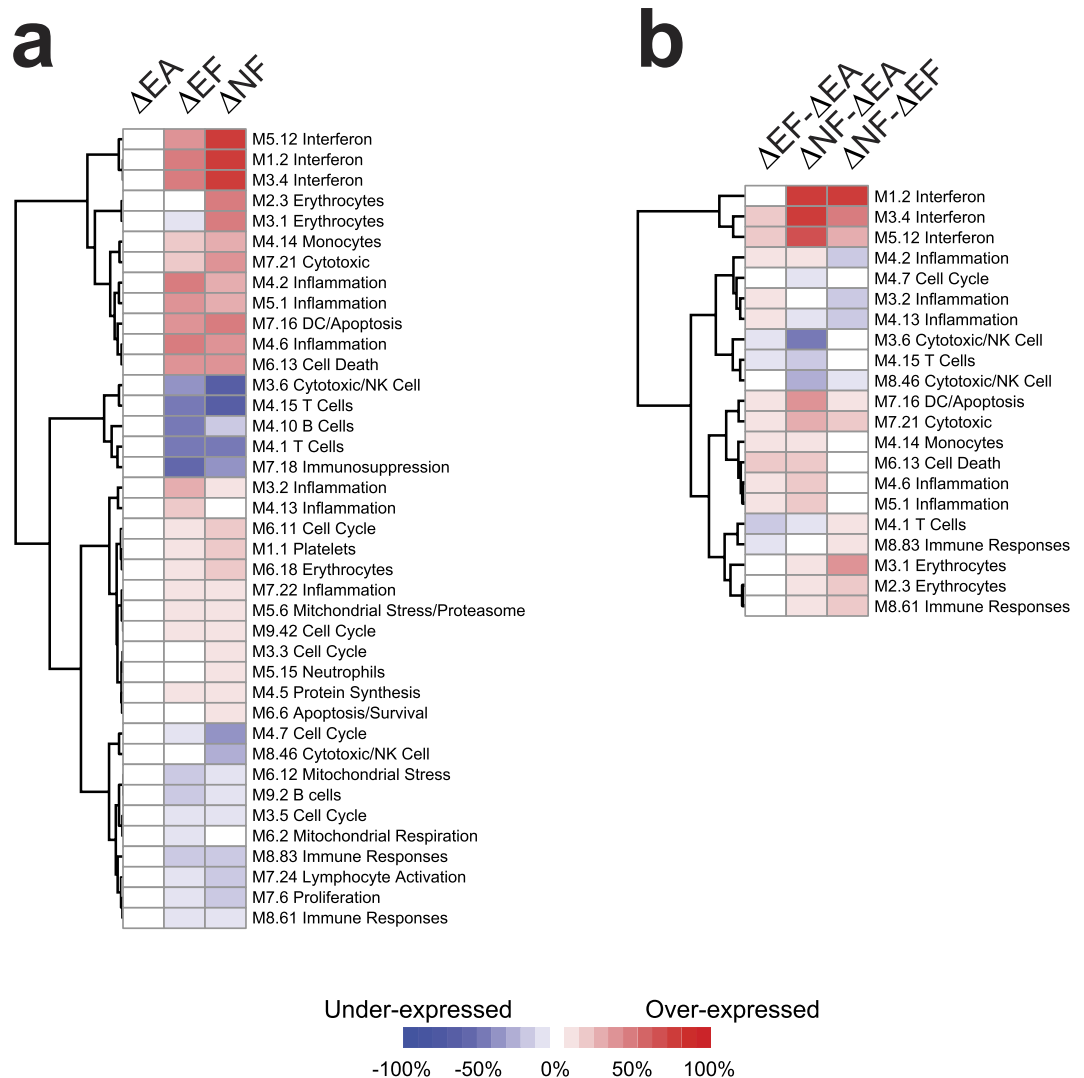 a
ΔEA
ΔEF
ΔNF
M5.12 Interferon
M1.2 Interferon
M3.4 Interferon
M2.3 Erythrocytes
M3.1 Erythrocytes
M4.14 Monocytes
M7.21 Cytotoxic
M4.2 Inflammation
M5.1 Inflammation
M7.16 DC/Apoptosis
M4.6 Inflammation
M6.13 Cell Death
M3.6 Cytotoxic/NK Cell
M4.15 T Cells
M4.10 B Cells
M4.1 T Cells
M7.18 Immunosuppression
M3.2 Inflammation
M4.13 Inflammation
M6.11 Cell Cycle
M1.1 Platelets
M6.18 Erythrocytes
M7.22 Inflammation
M5.6 Mitchondrial Stress/Proteasome
M9.42 Cell Cycle
M3.3 Cell Cycle
M5.15 Neutrophils
M4.5 Protein Synthesis
M6.6 Apoptosis/Survival
M4.7 Cell Cycle
M8.46 Cytotoxic/NK Cell
M6.12 Mitochondrial Stress
M9.2 B cells
M3.5 Cell Cycle
M6.2 Mitochondrial Respiration
M8.83 Immune Responses
M7.24 Lymphocyte Activation
M7.6 Proliferation
M8.61 Immune Responses
b
ΔEF-ΔEA
ΔNF-ΔEA
ΔNF-ΔEF
M1.2 Interferon
M3.4 Interferon
M5.12 Interferon
M4.2 Inflammation
M4.7 Cell Cycle
M3.2 Inflammation
M4.13 Inflammation
M3.6 Cytotoxic/NK Cell
M4.15 T Cells
M8.46 Cytotoxic/NK Cell
M7.16 DC/Apoptosis
M7.21 Cytotoxic
M4.14 Monocytes
M6.13 Cell Death
M4.6 Inflammation
M5.1 Inflammation
M4.1 T Cells
M8.83 Immune Responses
M3.1 Erythrocytes
M2.3 Erythrocytes
M8.61 Immune Responses
Under-expressed Over-expressed
-100% -50% 0% 50% 100%